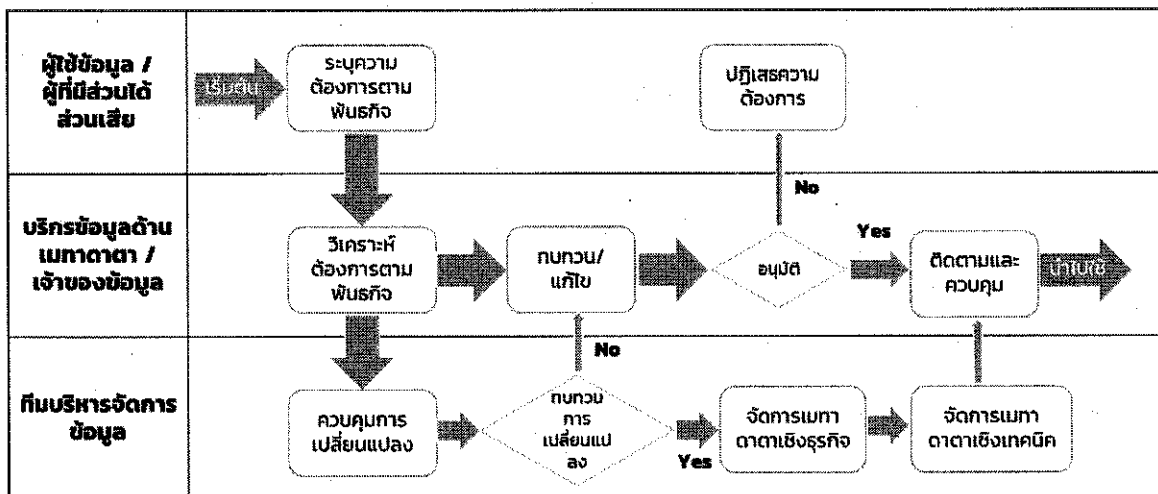 ผู้ใช้ข้อมูล /
ผู้ที่มีส่วนได้
ส่วนเสีย
เริ่มต้น
ระบุความ
ต้องการตาม
พันธกิจ
ปฏิเสธความ
ต้องการ
No
บริกรข้อมูลด้าน
เมทาดาตา /
เจ้าของข้อมูล
วิเคราะห์
ต้องการตาม
พันธกิจ
ทบทวน/
แก้ไข
อนุมัติ
Yes
ติดตามและ
ควบคุม
นำไปใช้
No
ทีมบริหารจัดการ
ข้อมูล
ควบคุมการ
เปลี่ยนแปลง
ทบทวน
การ
เปลี่ยนแป
ลง
Yes
จัดการเมทา
ดาตาเชิงธุรกิจ
จัดการเมทา
ดาตาเชิงเทคนิค